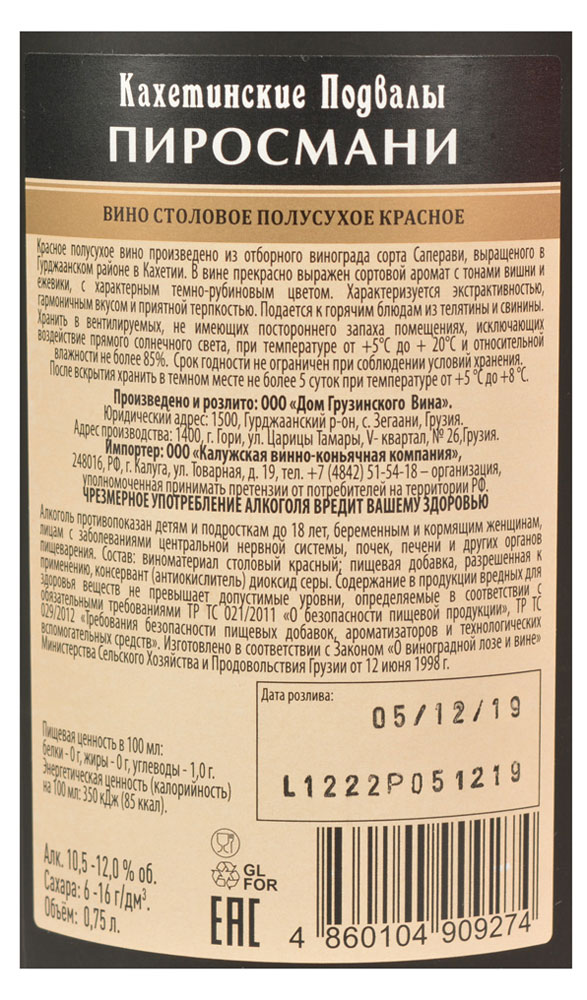 Кахетинские Подвалы
ПИРОСМАНИ
ВИНО СТОЛОВОЕ ПОЛУСУХОЕ КРАСНОЕ
Красное полусухое вино произведено из отборного винограда сорта Саперави, выращеного в
Гурджаанском районе в Кахетии. В вине прекрасно выражен сортовой аромат с тонами вишни и
ежевики, с характерным темно-рубиновым цветом. Характеризуется экстрактивностью,
гармоничным вкусом и приятной терпкостью. Подается к горячим блюдам из телятины и свинины.
Хранить в вентилируемых, не имеющих постороннего запаха помещениях, исключающих
воздействие прямого солнечного света, при температуре от +5°C до + 20°C и относительной
влажности не более 85%. Срок годности не ограничен при соблюдении условий хранения.
После вскрытия хранить в темном месте не более 5 суток при температуре от +5 °C до +8 °C.
Произведено и розлито: ООО «Дом Грузинского Вина».
Юридический адрес: 1500, Гурджаанский р-он, с. Зегаани, Грузия.
Адрес производства: 1400, г. Гори, ул. Царицы Тамары, V- квартал, № 26,Грузия.
Импортер: ООО «Калужская винно-коньячная компания»,
248016, РФ, г. Калуга, ул. Товарная, д. 19, тел. +7 (4842) 51-54-18 – организация,
уполномоченная принимать претензии от потребителей на территории РФ.
ЧРЕЗМЕРНОЕ УПОТРЕБЛЕНИЕ АЛКОГОЛЯ ВРЕДИТ ВАШЕМУ ЗДОРОВЬЮ
Алкоголь противопоказан детям и подросткам до 18 лет, беременным и кормящим женщинам,
лицам с заболеваниями центральной нервной системы, почек, печени и других органов
пищеварения. Состав: виноматериал столовый красный; пищевая добавка, разрешенная к
применению, консервант (антиокислитель) диоксид серы. Содержание в продукции вредных для
здоровья веществ не превышает допустимые уровни, определяемые в соответствии с
обязательными требованиями ТР ТС 021/2011 «О безопасности пищевой продукции», ТР ТС
029/2012 «Требования безопасности пищевых добавок, ароматизаторов и технологических
вспомогательных средств». Изготовлено в соответствии с Законом «О виноградной лозе и вине»
Министерства Сельского Хозяйства и Продовольствия Грузии от 12 июня 1998 г.
Дата розлива:
05/12/19
L1222P051219
Пищевая ценность в 100 мл:
белки - 0 г, жиры - 0 г, углеводы - 1,0 г.
Энергетическая ценность (калорийность)
на 100 мл: 350 кДж (85 ккал).
Алк. 10,5 -12,0 % об.
Сахара: 6 -16 г/дм³.
Объём: 0,75 л.
GL
FOR
EAC
4 860104 909274